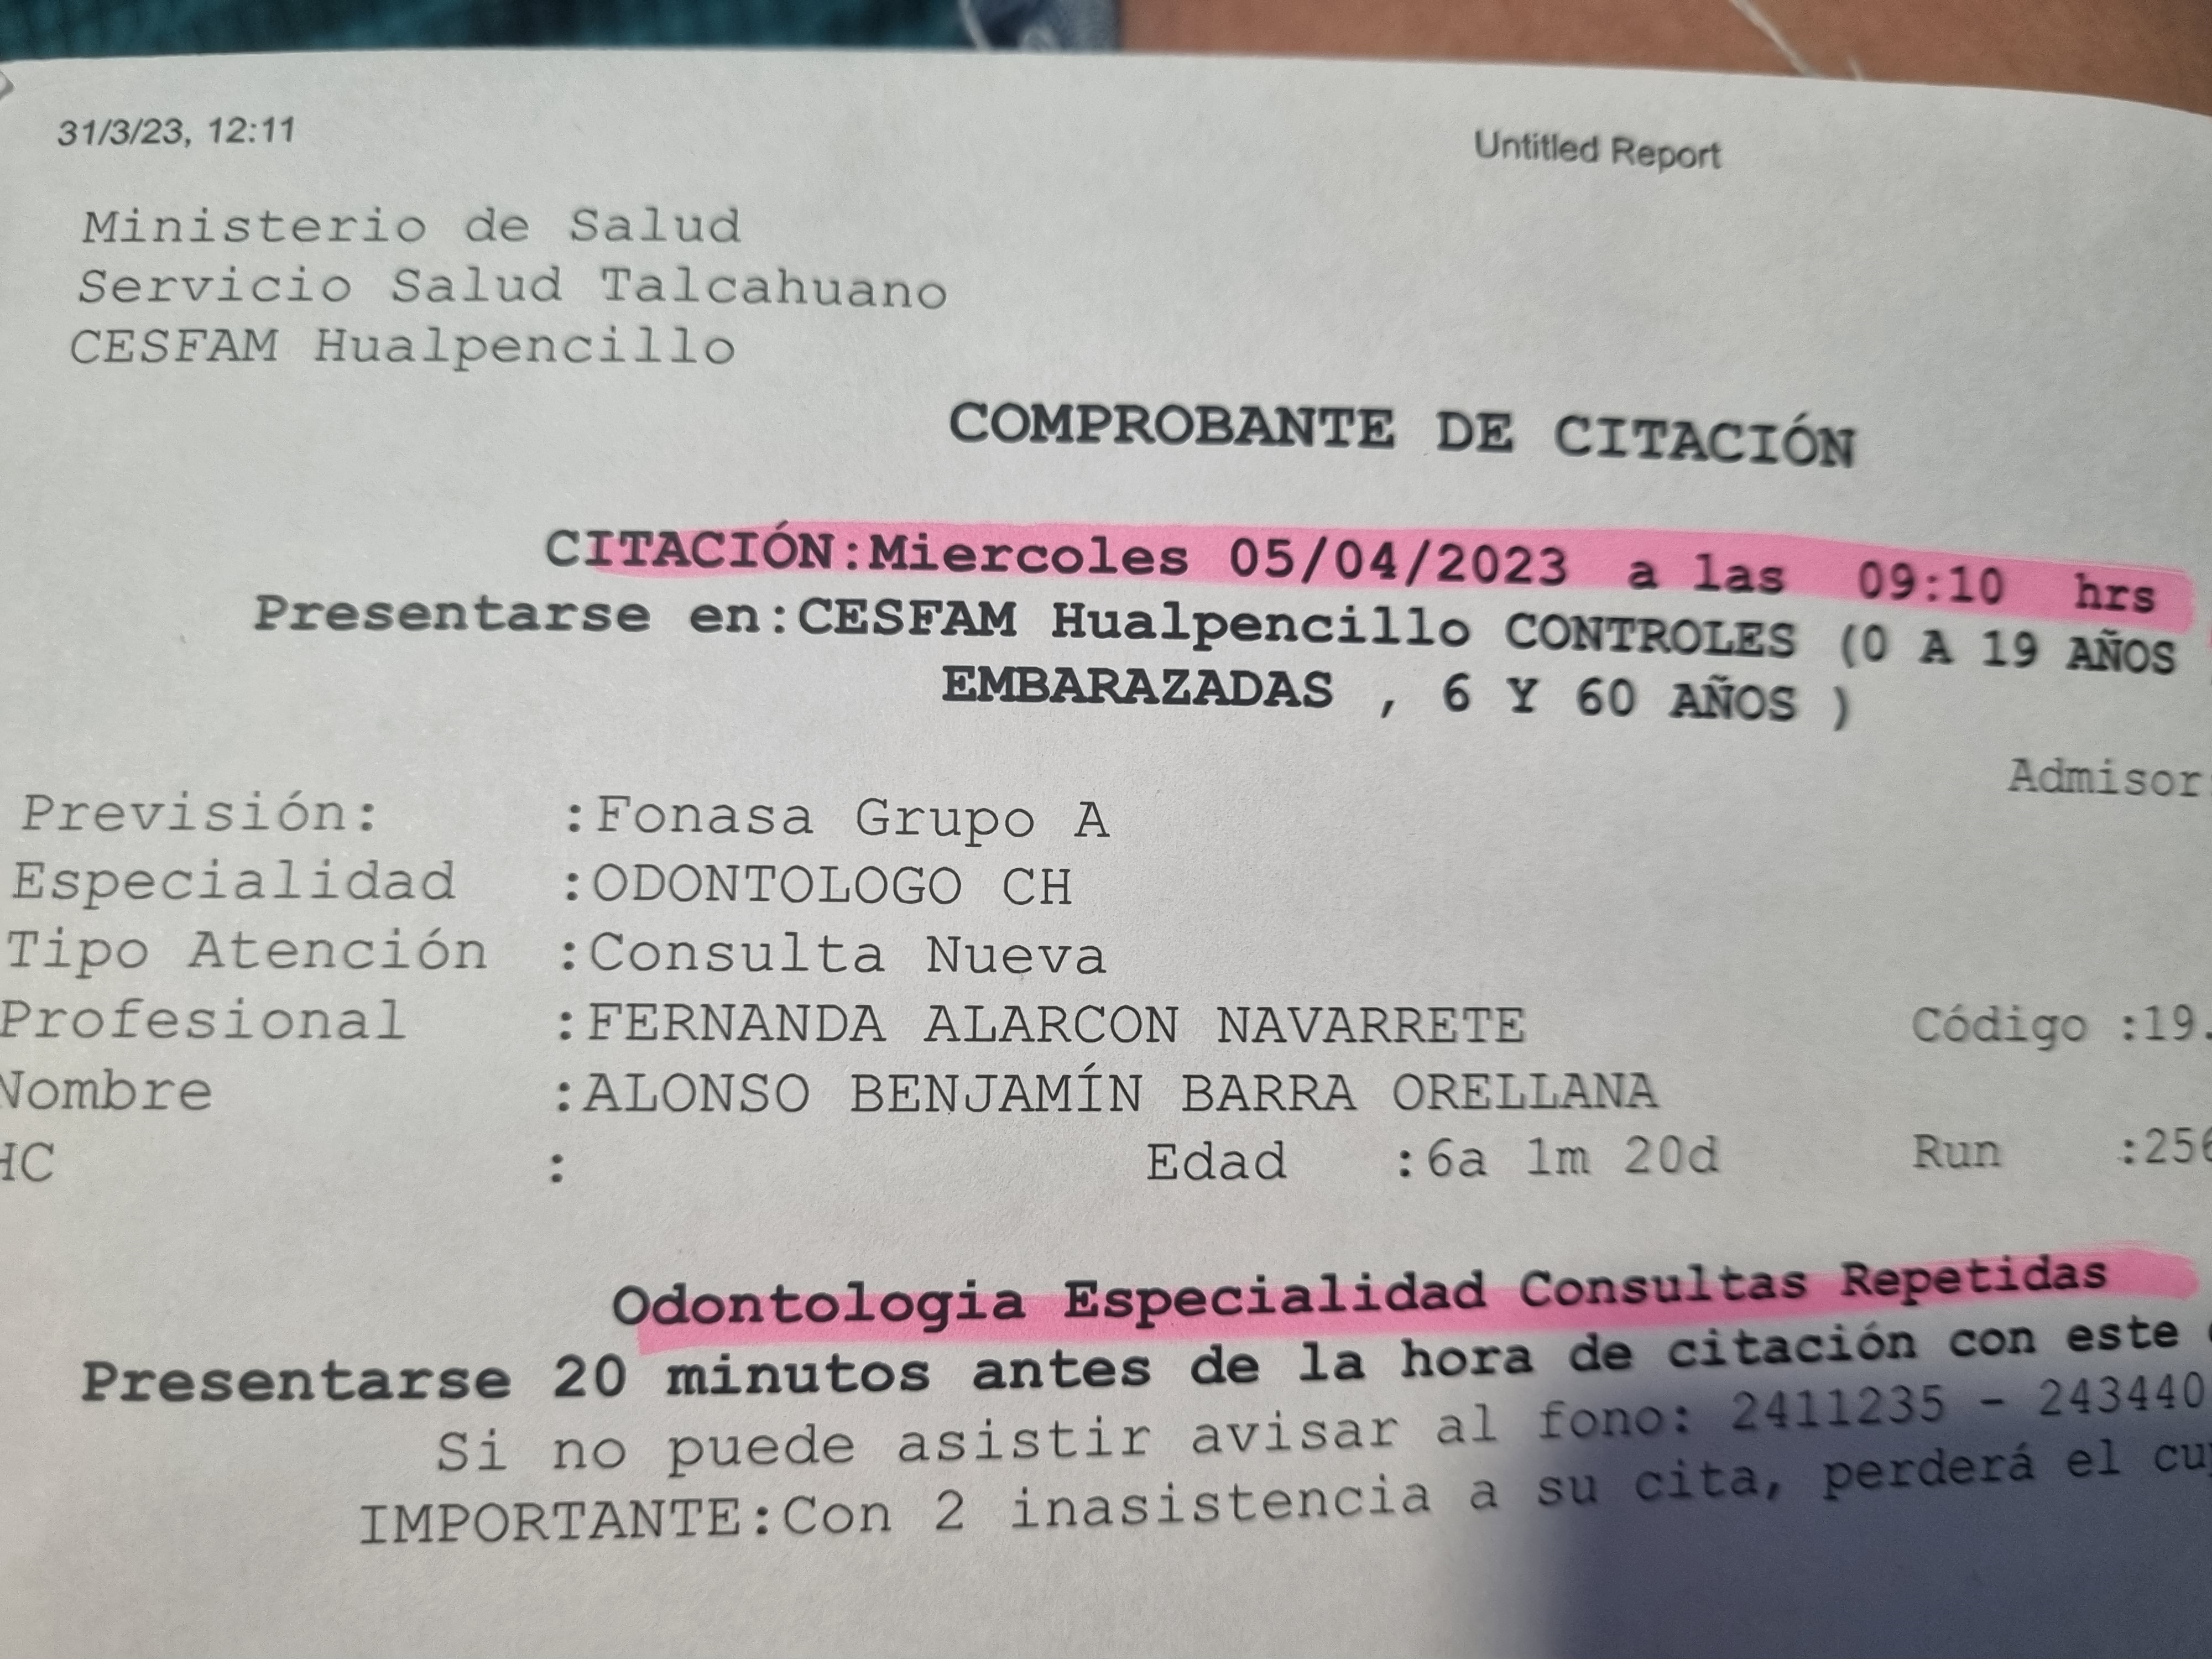 31/3/23, 12:11 Untitled Report
Ministerio de Salud
Servicio Salud Talcahuano
CESFAM Hualpencillo
COMPROBANTE DE CITACIÓN
CITACIÓN:Miercoles 05/04/2023 a las 09:10 hrs
Presentarse en:CESFAM Hualpencillo CONTROLES (0 A 19 AÑOS
EMBARAZADAS , 6 Y 60 AÑOS )
Admisor
Previsión: :Fonasa Grupo A
Especialidad :ODONTOLOGO CH
Tipo Atención :Consulta Nueva
Profesional :FERNANDA ALARCON NAVARRETE Código :19.
Nombre :ALONSO BENJAMÍN BARRA ORELLANA
HC : Edad :6a 1m 20d Run :256
Odontologia Especialidad Consultas Repetidas
Presentarse 20 minutos antes de la hora de citación con este
Si no puede asistir avisar al fono: 2411235 - 243440
IMPORTANTE:Con 2 inasistencia a su cita, perderá el cu